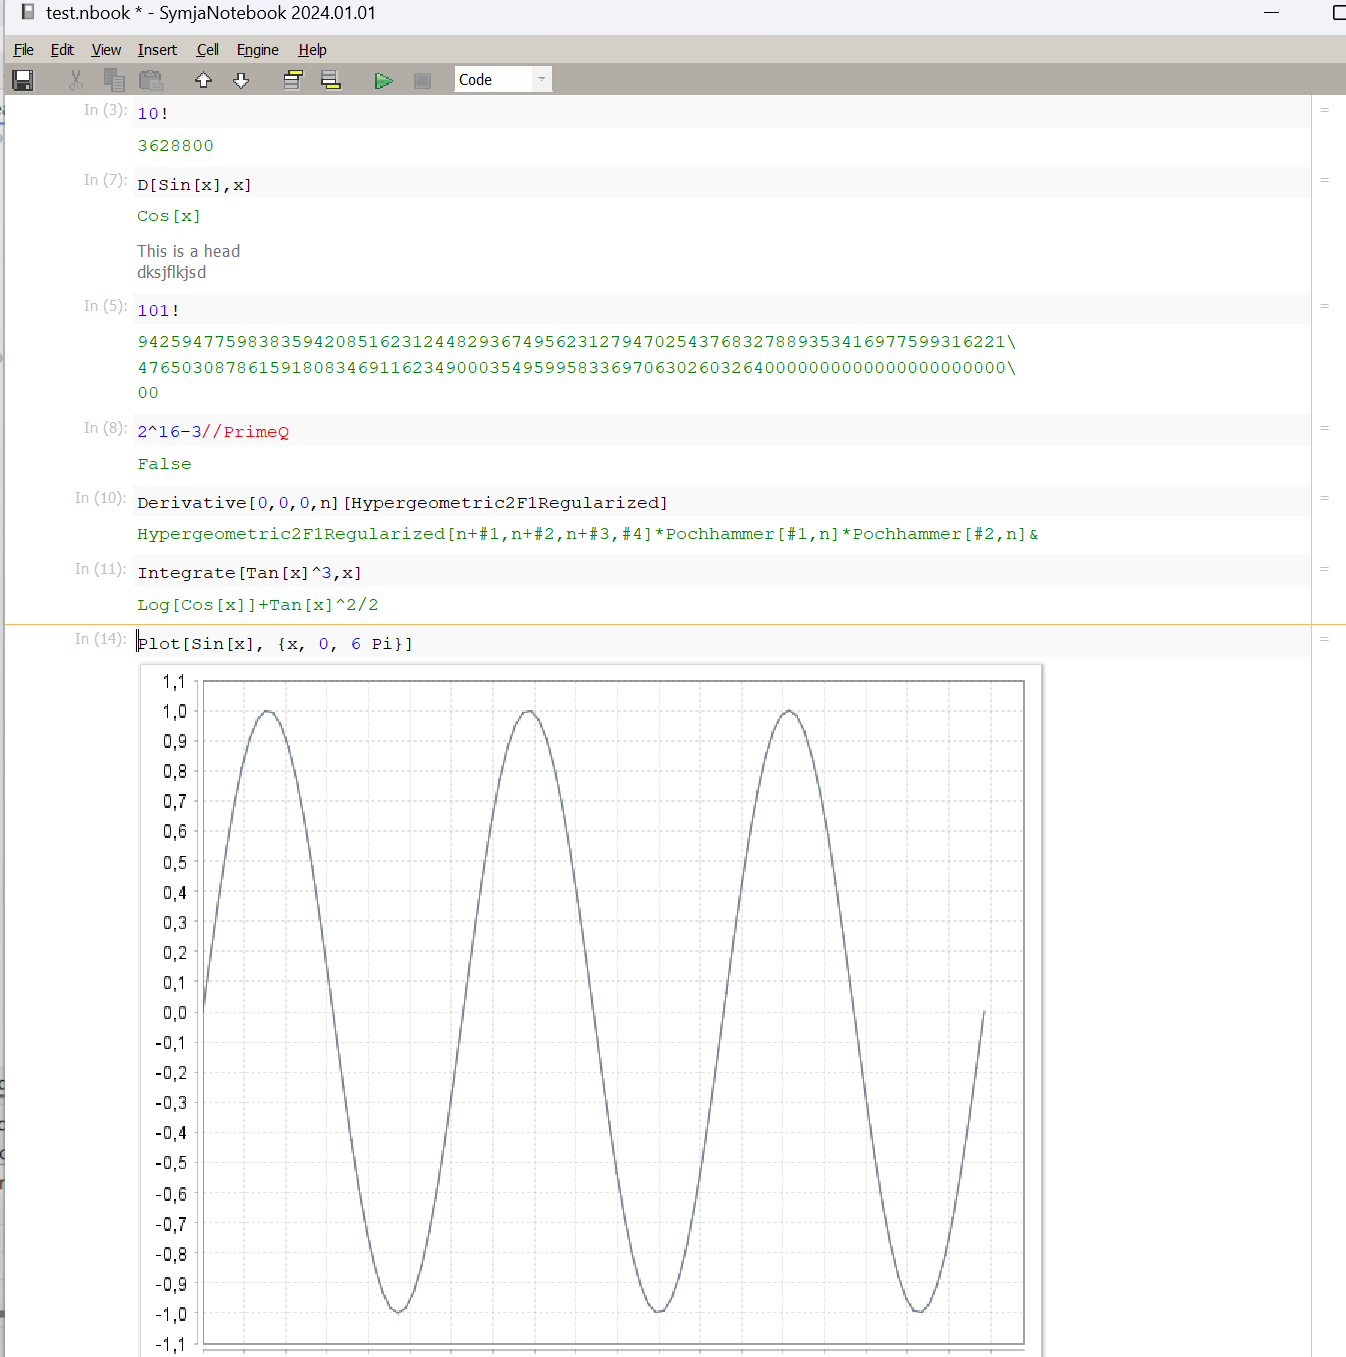 test.nbook * - SymjaNotebook 2024.01.01
File Edit View Insert Cell Engine Help
Code
In (3): 10!
3628800
In (7): D[Sin[x],x]
Cos[x]
This is a head
dksjflkjsd
In (5): 101!
9425947759838359420851623124482936749562312794702543768327889353416977599316221\
47650308786159180834691162349000354959958336970630260326400000000000000000000000\
00
In (8): 2^16-3//PrimeQ
False
In (10): Derivative[0,0,0,n][Hypergeometric2F1Regularized]
Hypergeometric2F1Regularized[n+#1,n+#2,n+#3,#4]*Pochhammer[#1,n]*Pochhammer[#2,n]&
In (11): Integrate[Tan[x]^3,x]
Log[Cos[x]]+Tan[x]^2/2
In (14): Plot[Sin[x], {x, 0, 6 Pi}]
1,1
1,0
0,9
0,8
0,7
0,6
0,5
0,4
0,3
0,2
0,1
0,0
-0,1
-0,2
-0,3
-0,4
-0,5
-0,6
-0,7
-0,8
-0,9
-1,0
-1,1